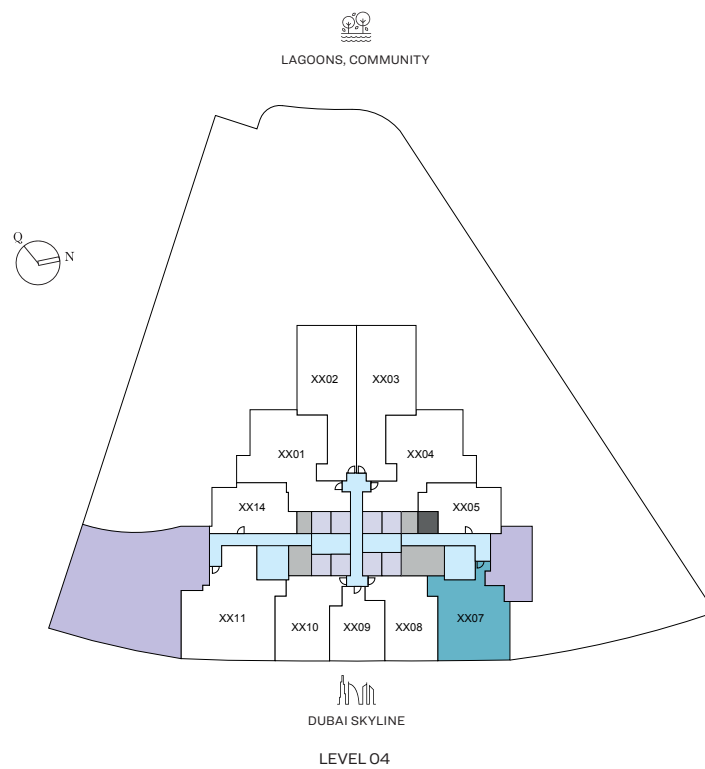 LAGOONS, COMMUNITY
Q
N
XX02
XX03
XX01
XX04
XX14
XX05
XX11
XX10
XX09
XX08
XX07
DUBAI SKYLINE
LEVEL 04